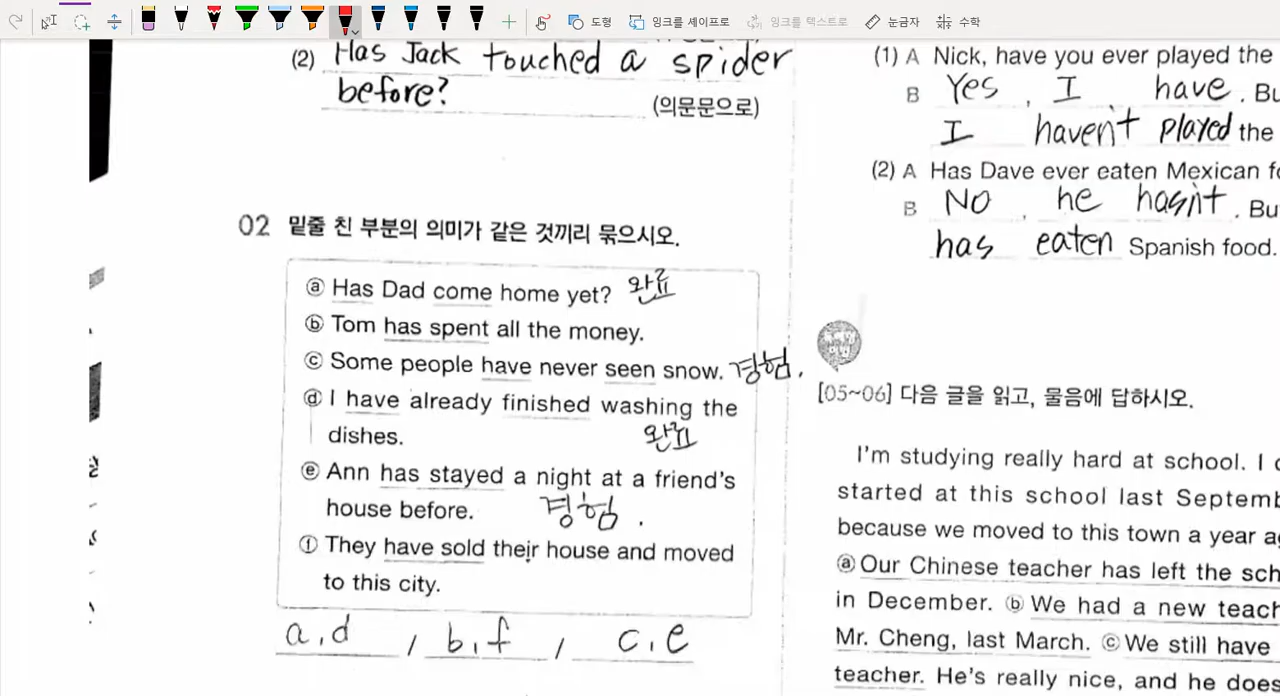 도형
잉크를 셰이프로
잉크를 텍스트로
눈금자
수학
(2) Has Jack touched a spider
before?
(의문문으로)
02 밑줄 친 부분의 의미가 같은 것끼리 묶으시오.
ⓐ Has Dad come home yet? 완료
ⓑ Tom has spent all the money.
ⓒ Some people have never seen snow. 경험.
ⓓ I have already finished washing the
dishes. 완료
ⓔ Ann has stayed a night at a friend's
house before. 경험.
ⓕ They have sold their house and moved
to this city.
a, d / b, f / c, e
(1) A Nick, have you ever played the
B Yes, I have. Bu
I haven't played the
(2) A Has Dave ever eaten Mexican fo
B No, he hasn't. Bu
has eaten Spanish food.
[05~06] 다음 글을 읽고, 물음에 답하시오.
I'm studying really hard at school. I
started at this school last Septemb
because we moved to this town a year a
ⓐ Our Chinese teacher has left the sch
in December. ⓑ We had a new teach
Mr. Cheng, last March. ⓒ We still have
teacher. He's really nice, and he does